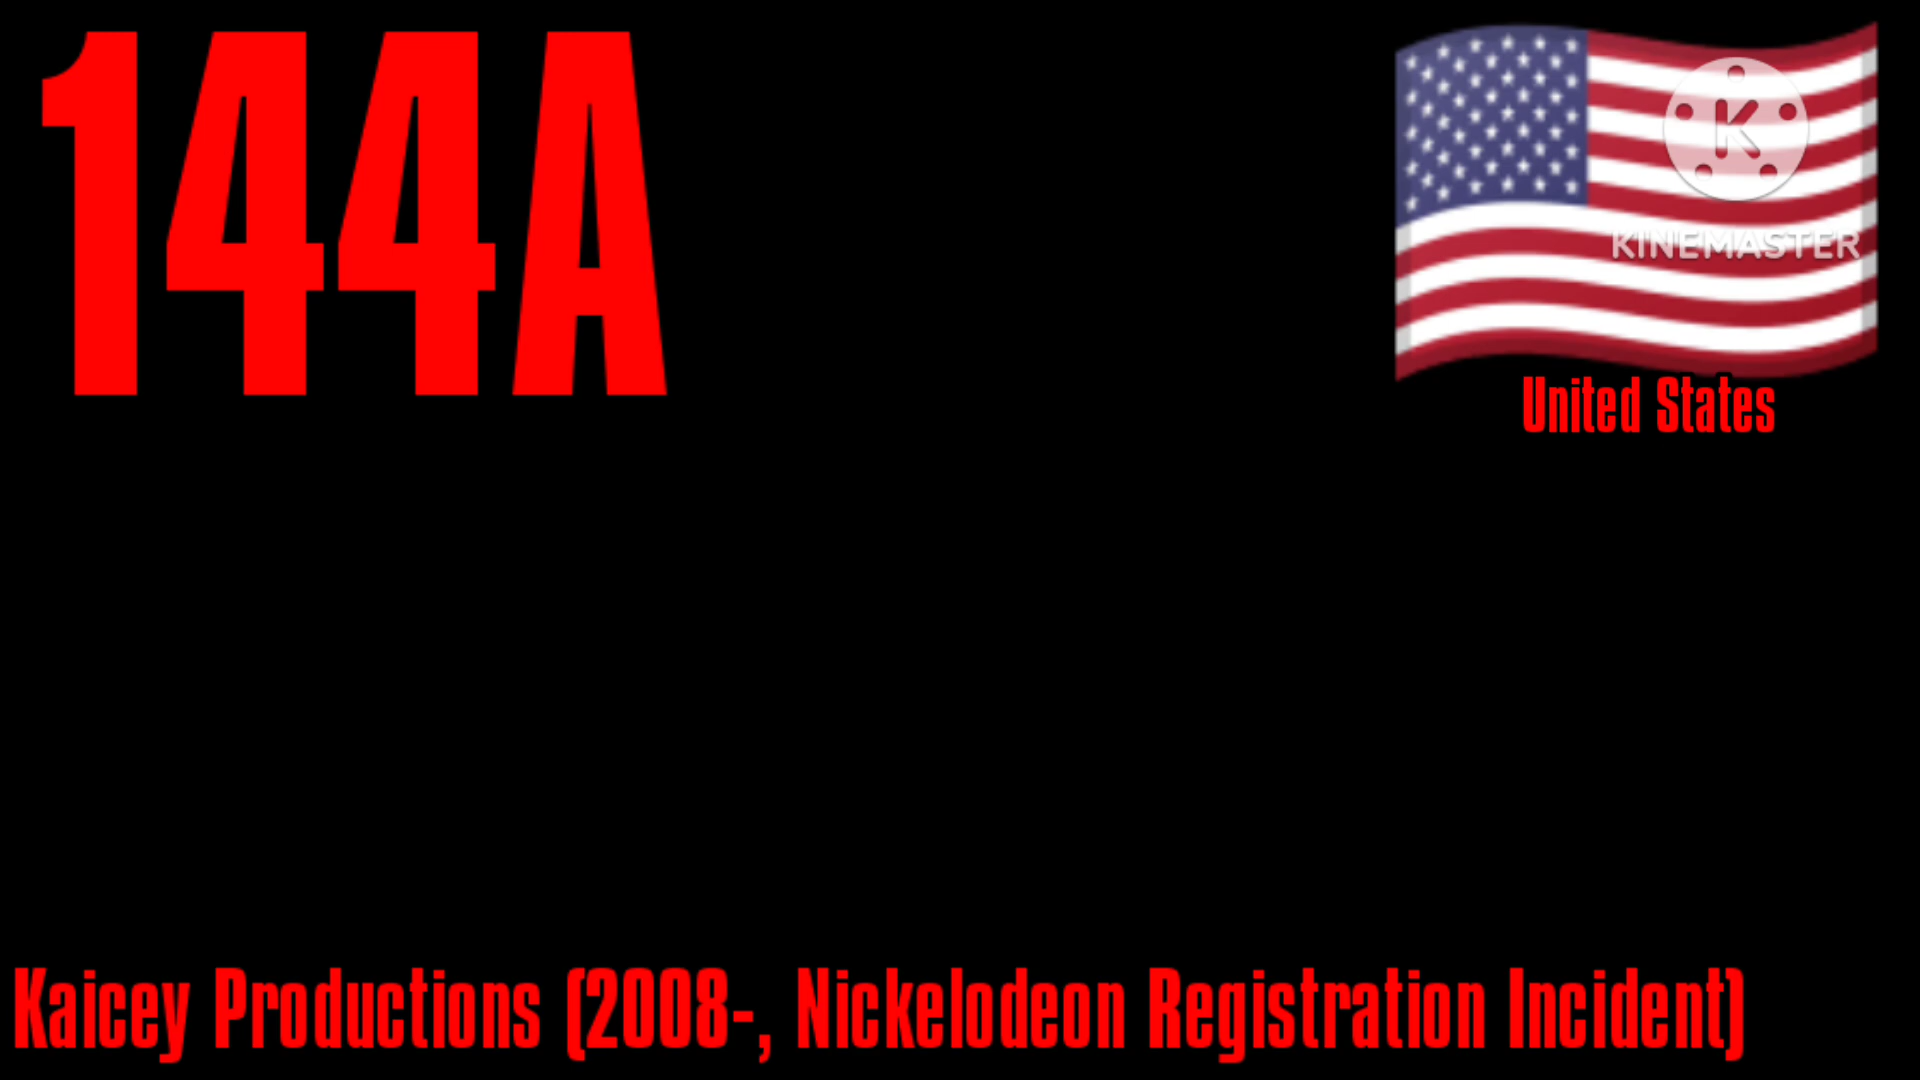 144A
K
KINEMASTER
United States
Kaicey Productions (2008-, Nickelodeon Registration Incident)